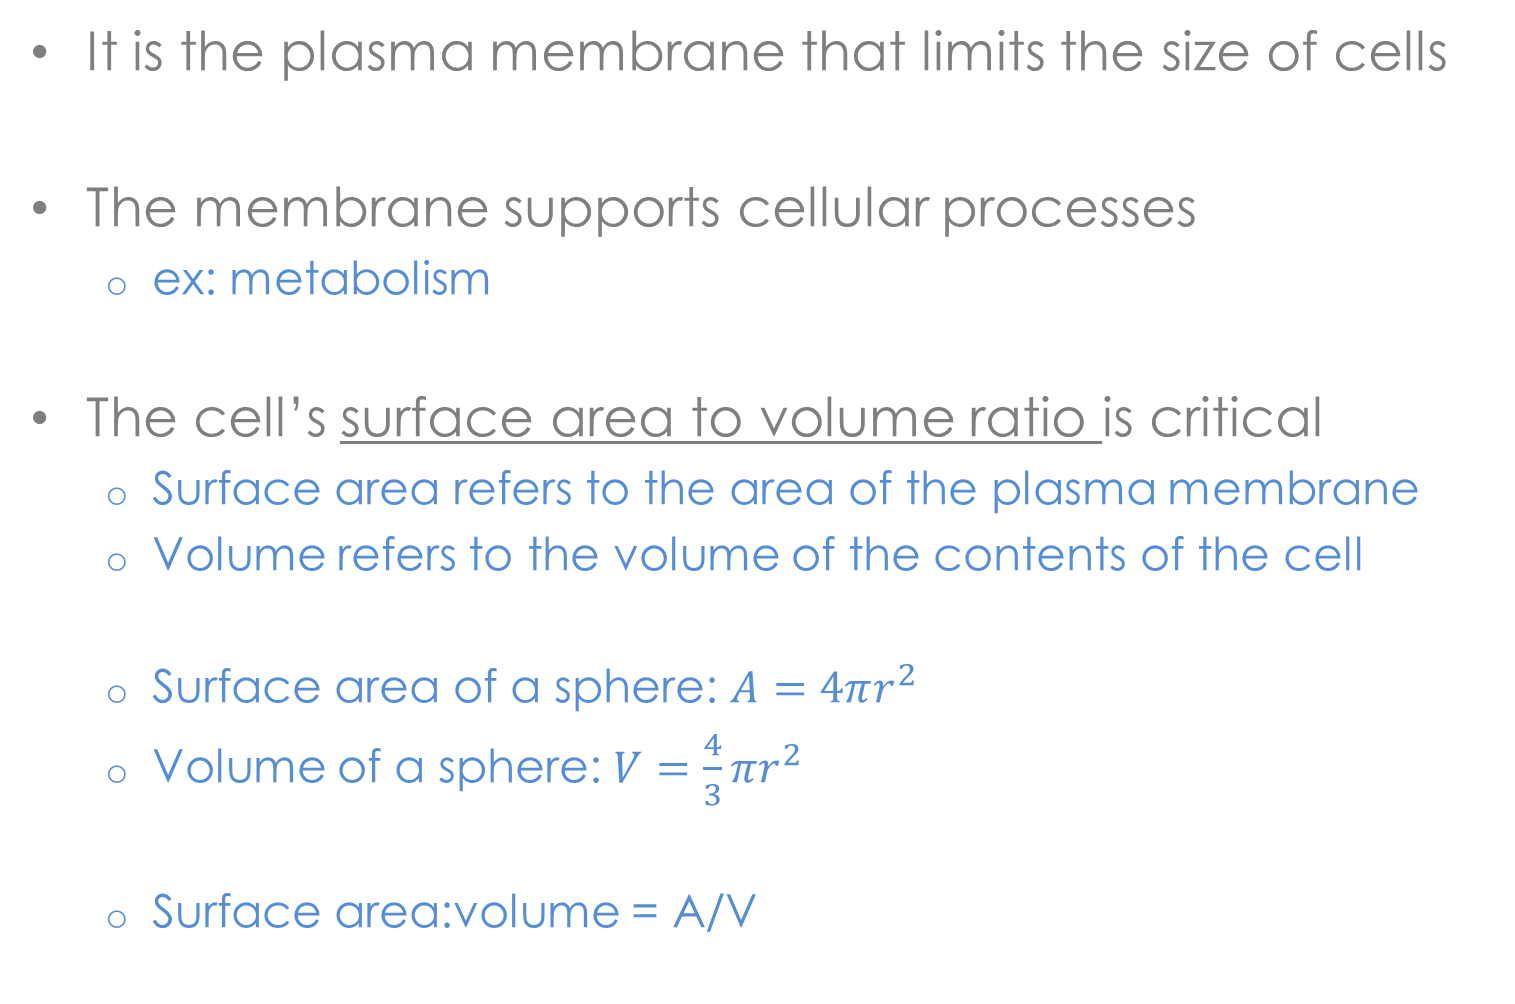 • It is the plasma membrane that limits the size of cells
• The membrane supports cellular processes
o ex: metabolism
• The cell’s surface area to volume ratio is critical
o Surface area refers to the area of the plasma membrane
o Volume refers to the volume of the contents of the cell
o Surface area of a sphere: A = 4πr²
o Volume of a sphere: V = 4/3 πr²
o Surface area:volume = A/V